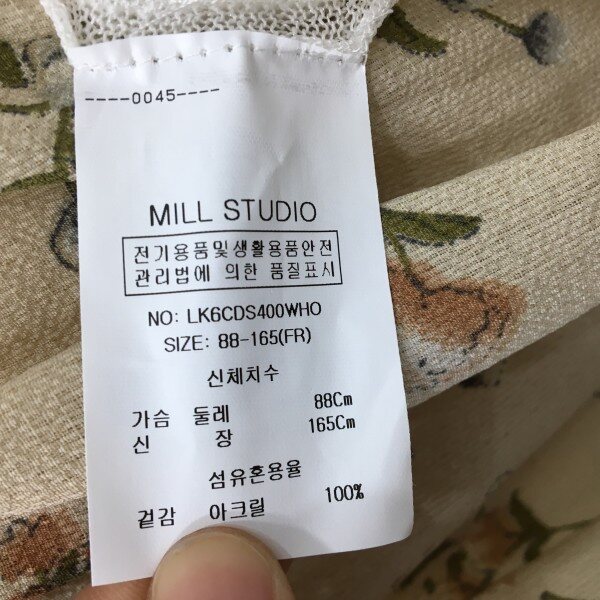 ----0045----
MILL STUDIO
전기용품및생활용품안전
관리법에 의한 품질표시
NO: LK6CDS400WHO
SIZE: 88-165(FR)
신체치수
가슴 둘레 88Cm
신 장 165Cm
섬유혼용율
겉감 아크릴 100%